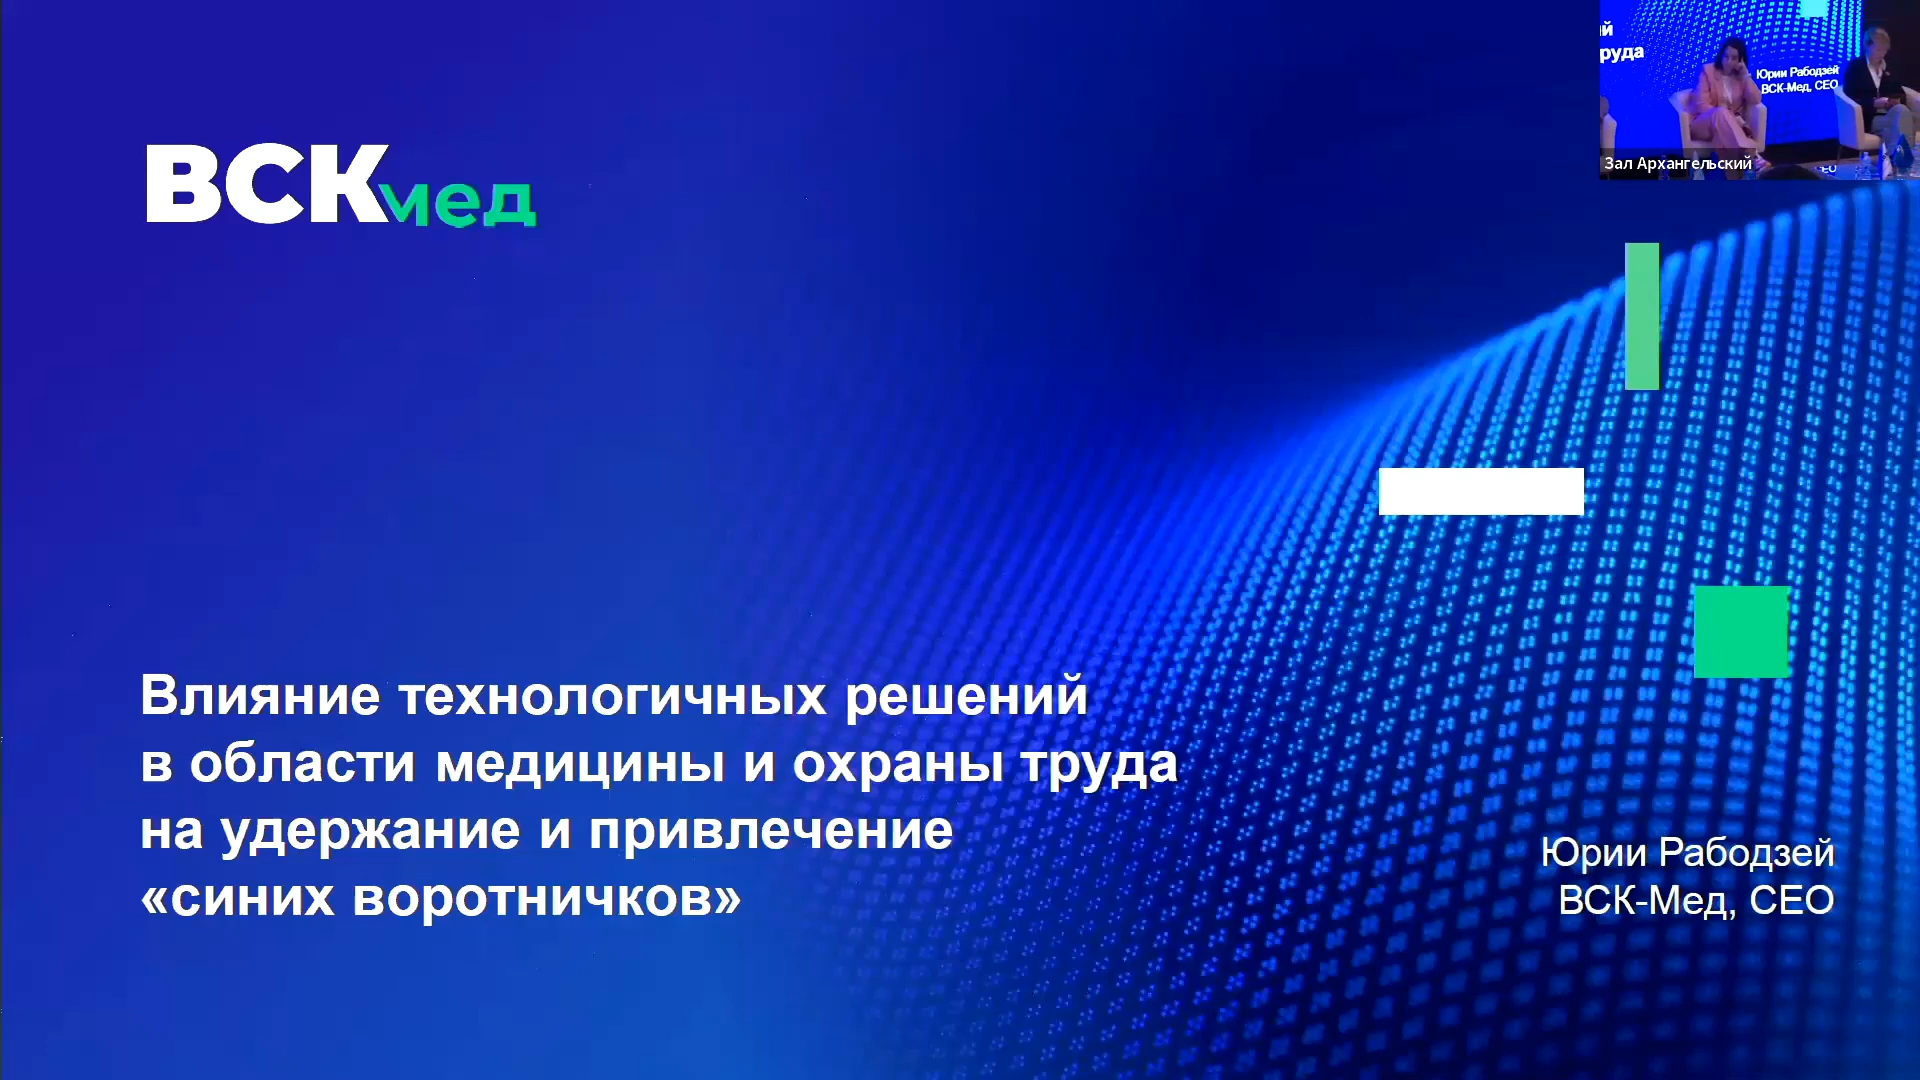 ВСКмед
Влияние технологичных решений
в области медицины и охраны труда
на удержание и привлечение
«синих воротничков»
Юрии Рабодзей
ВСК-Мед, CEO
й
руда
Юрии Рабодзей
ВСК-Мед, CEO
Зал Архангельский
CEO